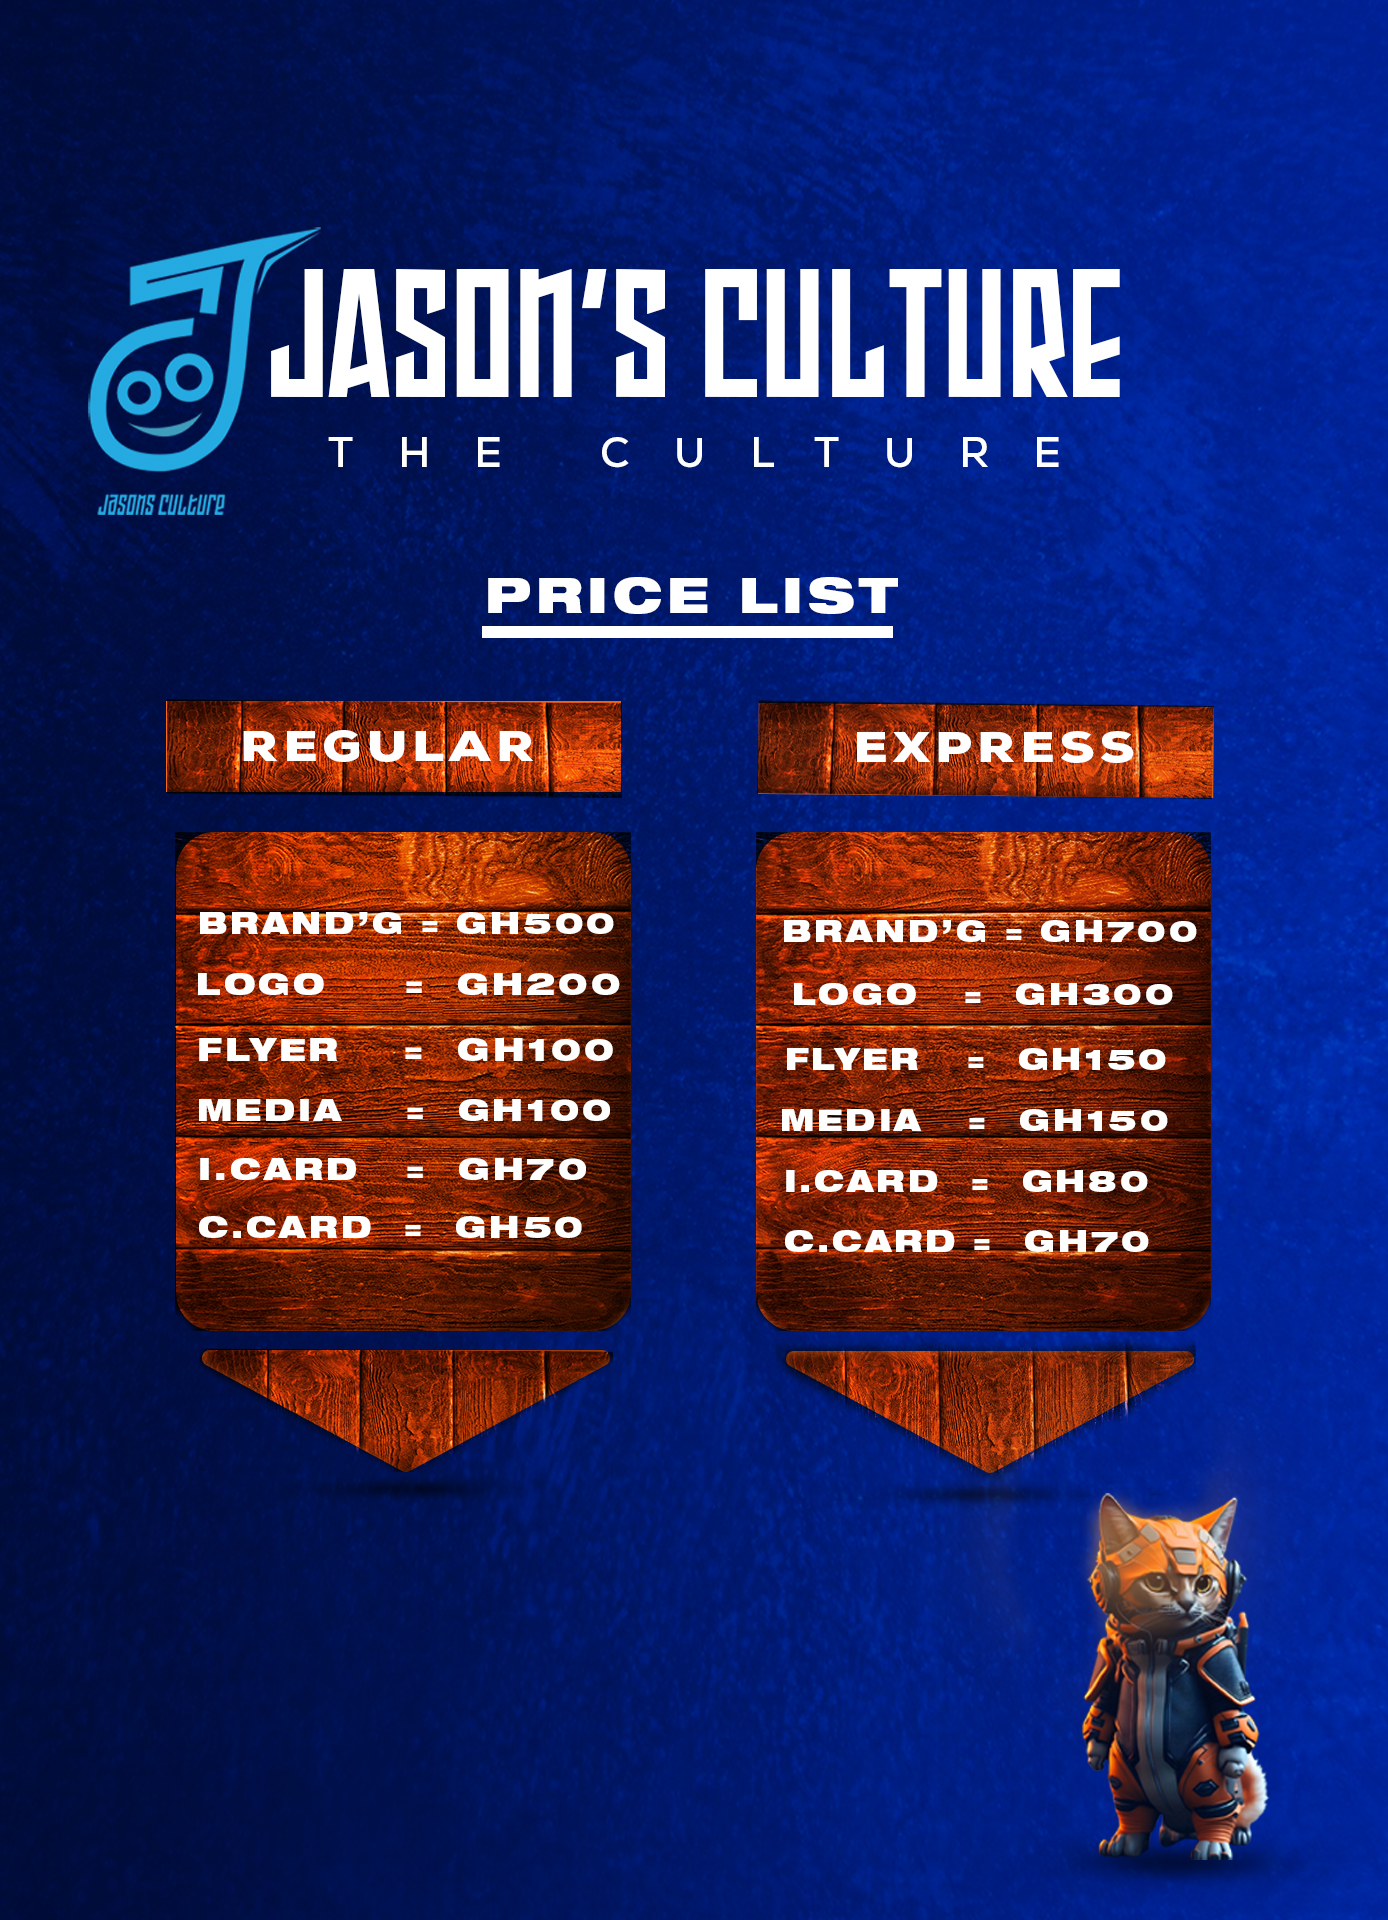 JASON'S CULTURE
THE CULTURE
JASONS CULTURE
PRICE LIST
REGULAR
BRAND'G = GH500
LOGO = GH200
FLYER = GH100
MEDIA = GH100
I.CARD = GH70
C.CARD = GH50
EXPRESS
BRAND'G = GH700
LOGO = GH300
FLYER = GH150
MEDIA = GH150
I.CARD = GH80
C.CARD = GH70